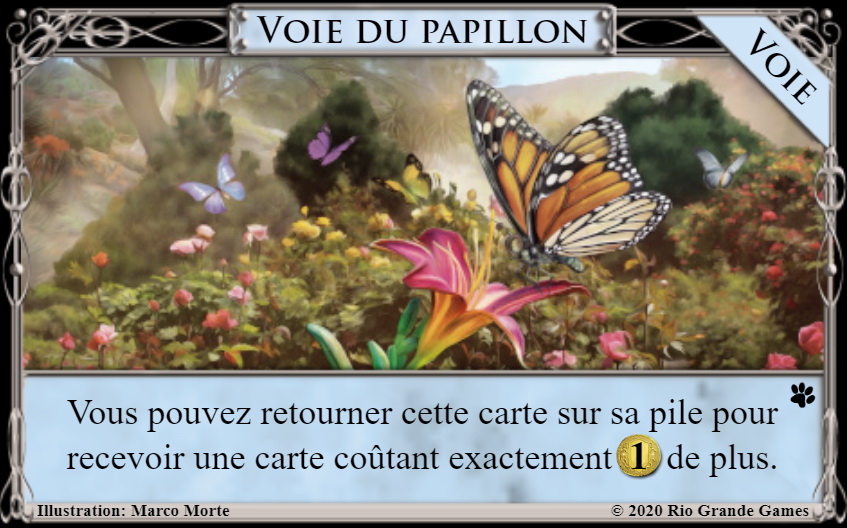 VOIE DU PAPILLON
VOIE
Vous pouvez retourner cette carte sur sa pile pour
recevoir une carte coûtant exactement 1 de plus.
Illustration: Marco Morte © 2020 Rio Grande Games